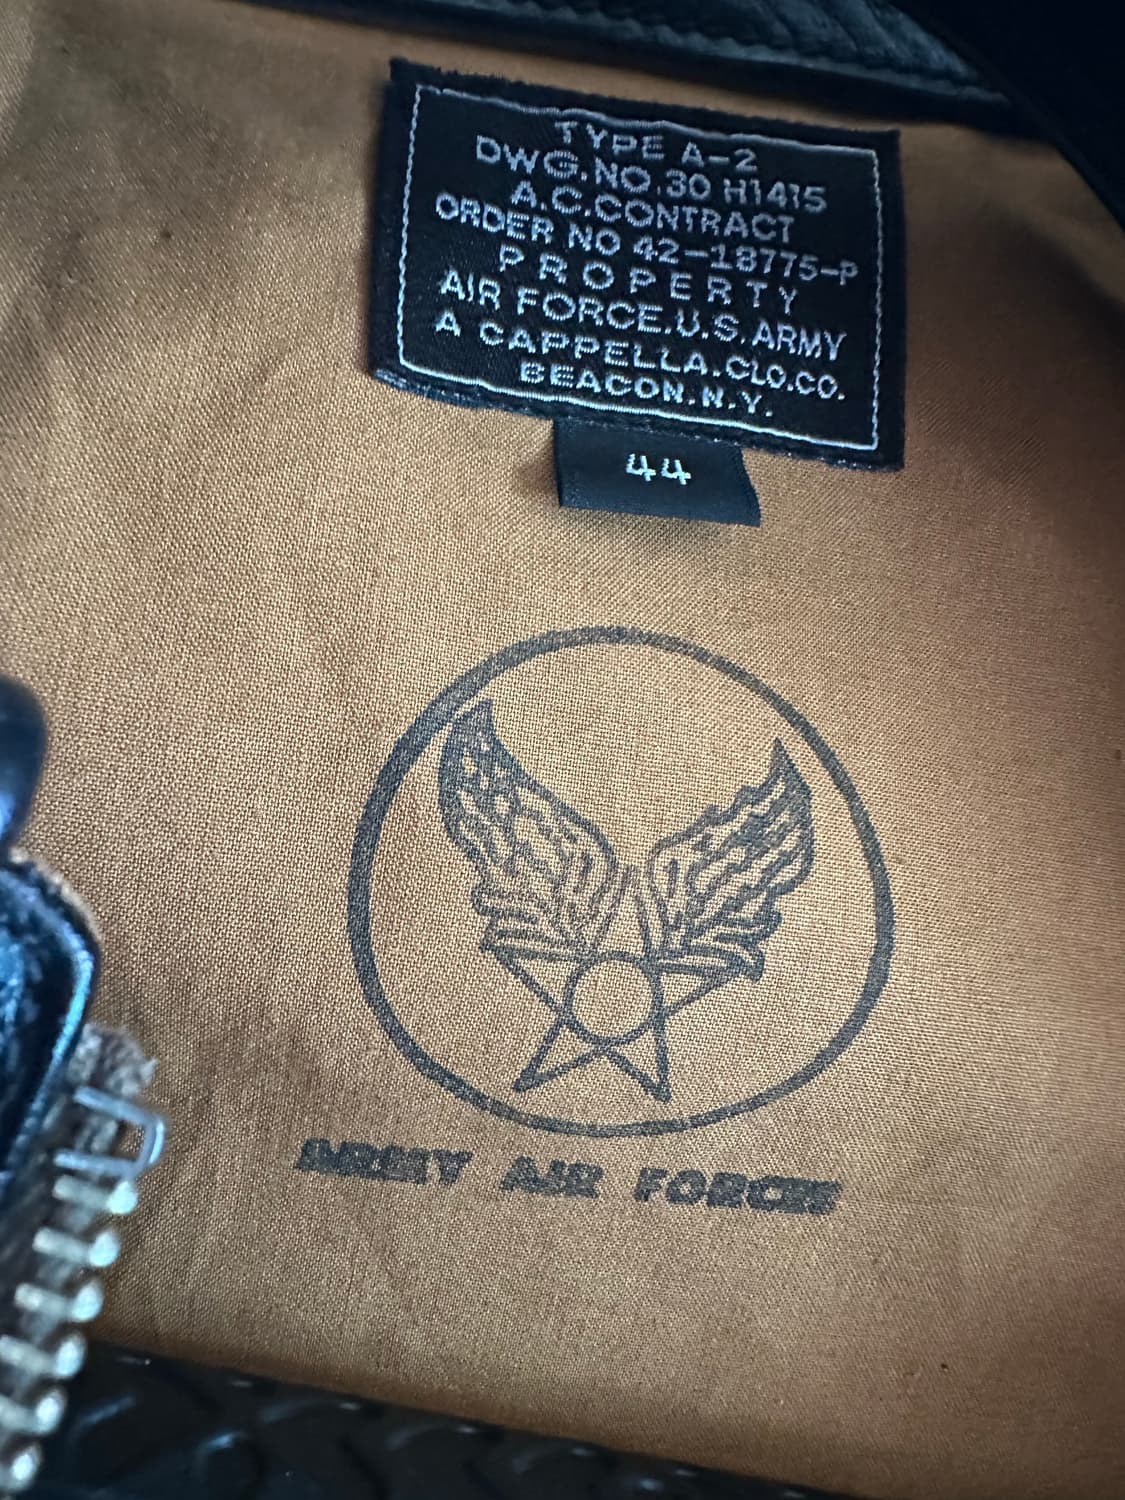 TYPE A-2
DWG.NO.30 H1415
A.C.CONTRACT
ORDER NO 42-18775-P
PROPERTY
AIR FORCE.U.S.ARMY
A CAPPELLA.CLO.CO.
BEACON.N.Y.
44
ARMY AIR FORCES